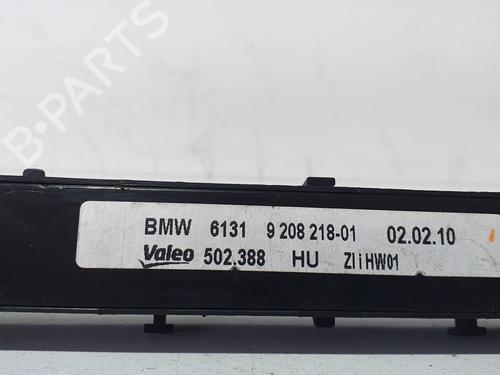 B-PARTS
BMW 6131 9 208 218-01 02.02.10
Valeo 502.388 HU ZIiHW01